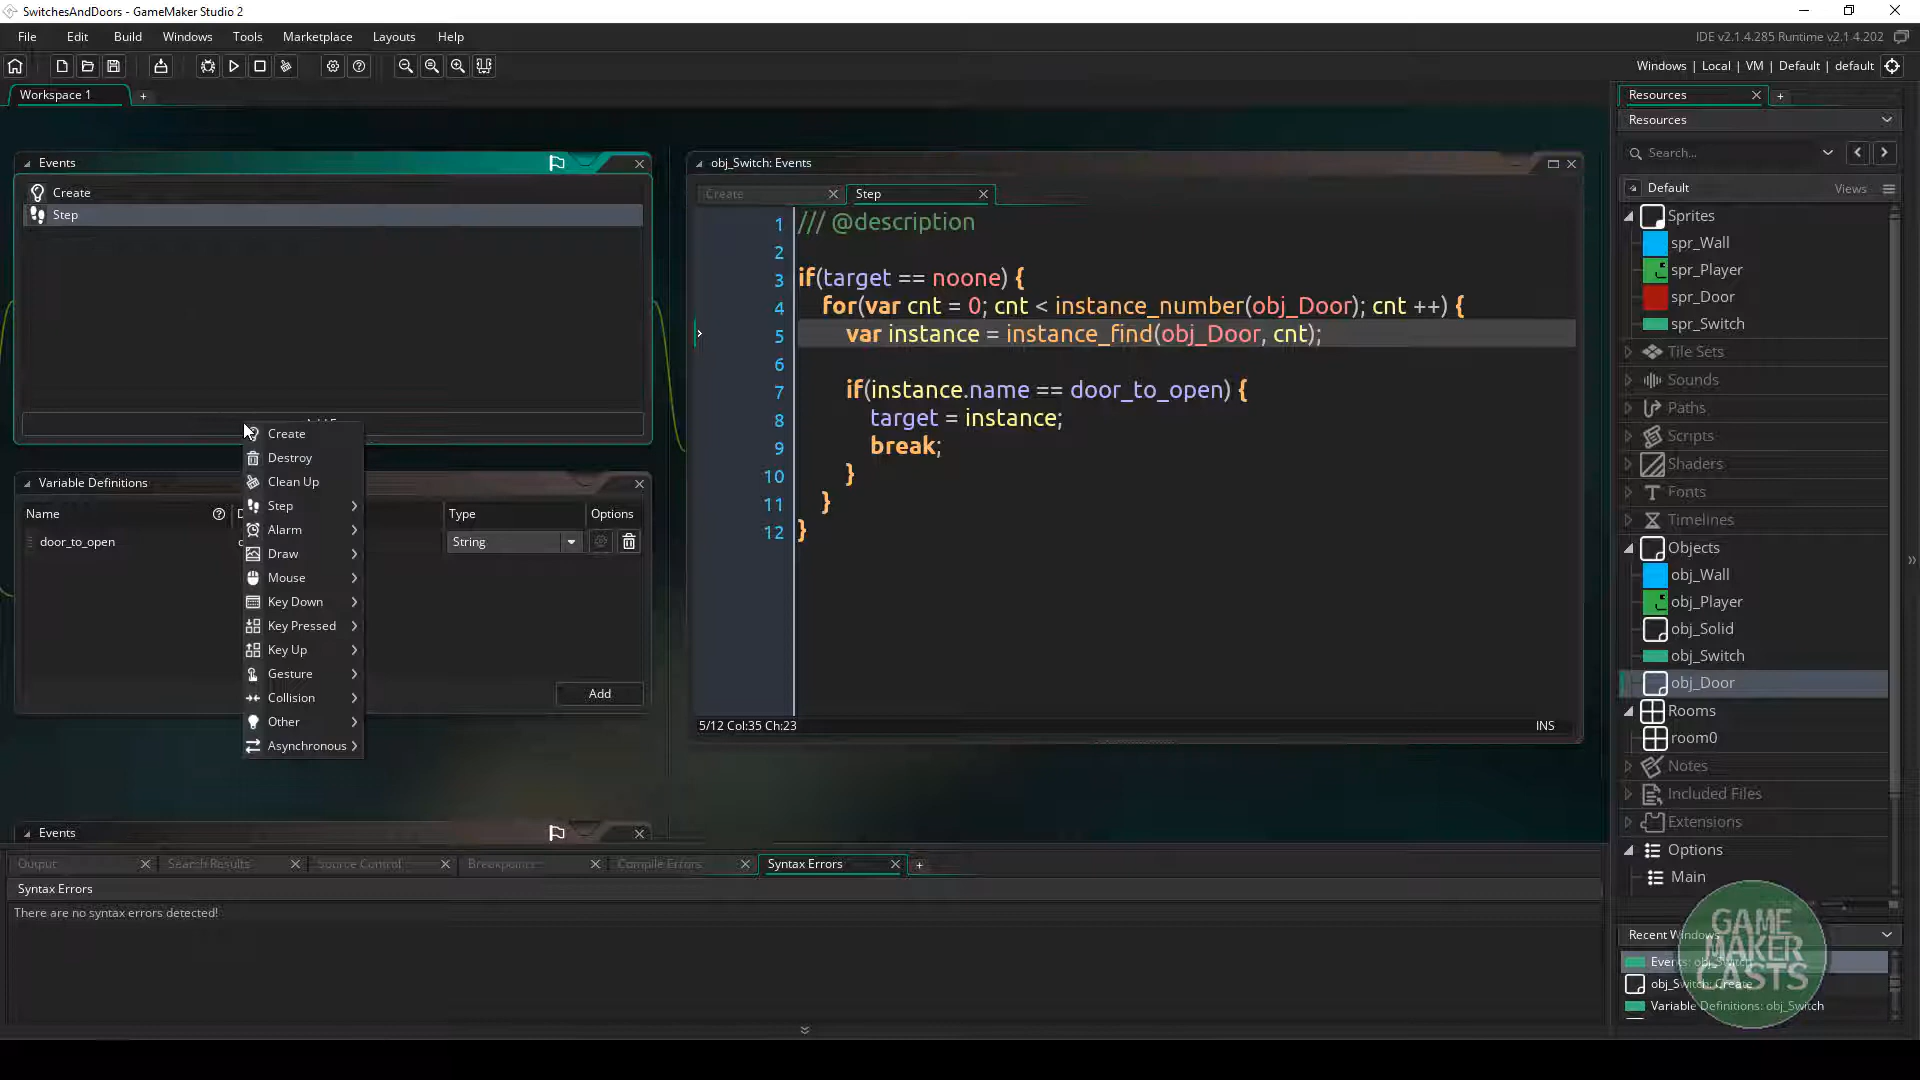 SwitchesAndDoors - GameMaker Studio 2
File Edit Build Windows Tools Marketplace Layouts Help
IDE v2.1.4.285 Runtime v2.1.4.202
Windows | Local | VM | Default | default
Workspace 1
Events
Create
Step
Create
Destroy
Clean Up
Step
Alarm
Draw
Mouse
Key Down
Key Pressed
Key Up
Gesture
Collision
Other
Asynchronous
Variable Definitions
Name Type Options
door_to_open String
Add
Events
obj_Switch: Events
Create Step
1 /// @description
2
3 if(target == noone) {
4 for(var cnt = 0; cnt < instance_number(obj_Door); cnt ++) {
5 var instance = instance_find(obj_Door, cnt);
6
7 if(instance.name == door_to_open) {
8 target = instance;
9 break;
10 }
11 }
12 }
5/12 Col:35 Ch:23 INS
Output Search Results Source Control Breakpoints Compile Errors Syntax Errors
Syntax Errors
There are no syntax errors detected!
Resources
Resources
Search...
Default Views
Sprites
spr_Wall
spr_Player
spr_Door
spr_Switch
Tile Sets
Sounds
Paths
Scripts
Shaders
Fonts
Timelines
Objects
obj_Wall
obj_Player
obj_Solid
obj_Switch
obj_Door
Rooms
room0
Notes
Included Files
Extensions
Options
Main
Recent Windows
Events: obj_Switch
obj_Switch: Create
Variable Definitions: obj_Switch
GAME
MAKER
CASTS